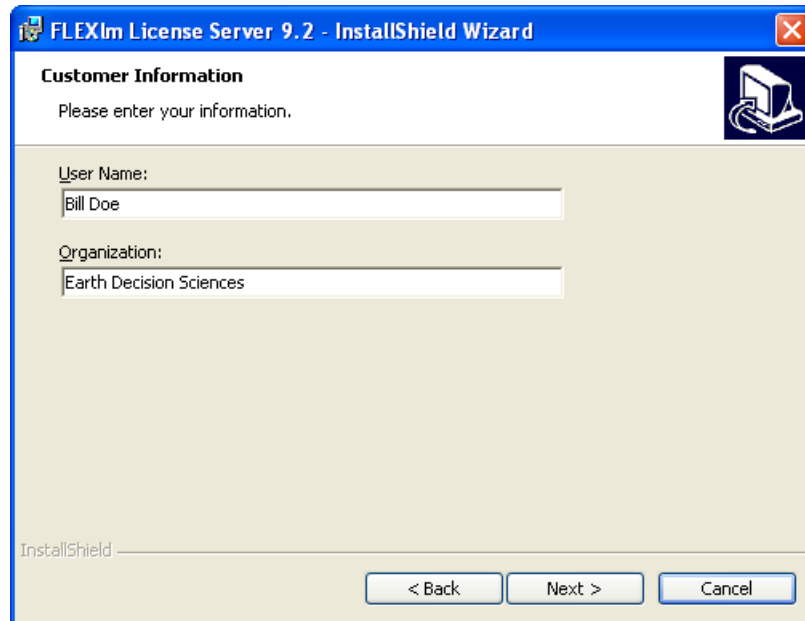 FLEXlm License Server 9.2 - InstallShield Wizard
Customer Information
Please enter your information.
User Name:
Bill Doe
Organization:
Earth Decision Sciences
InstallShield
< Back Next > Cancel